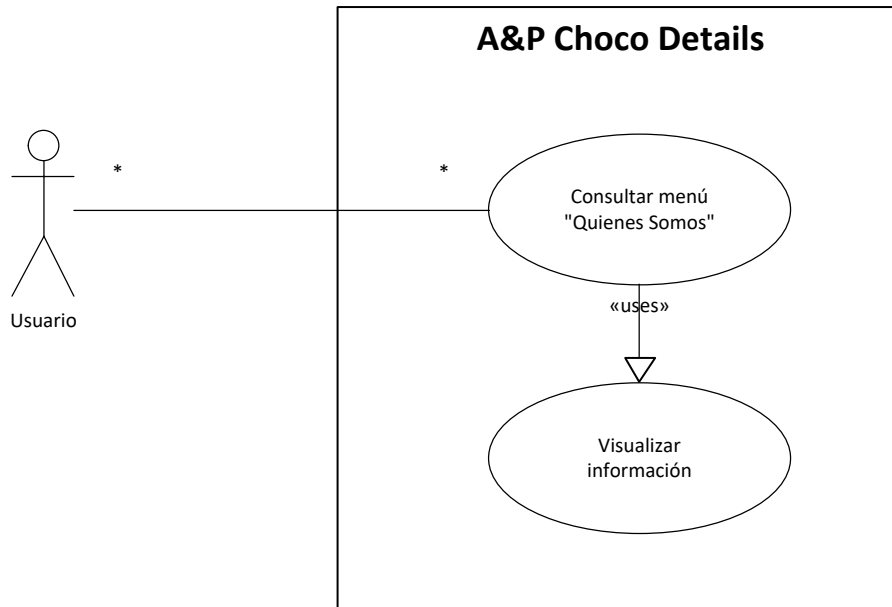 A&P Choco Details
*
*
Consultar menú
"Quienes Somos"
«uses»
Usuario
Visualizar
información